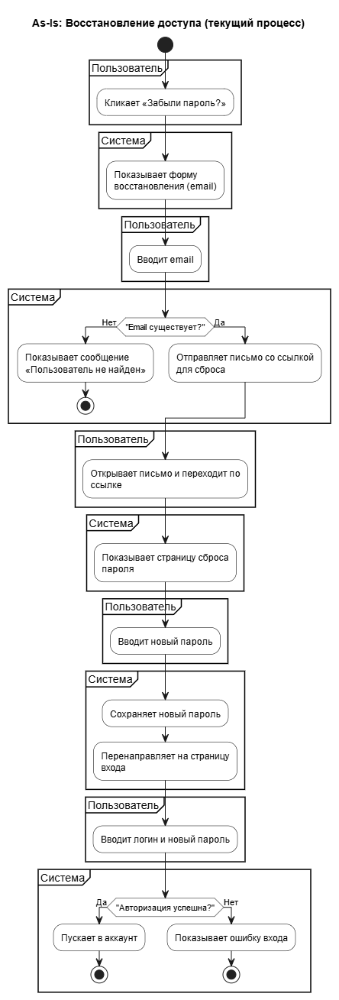 As-Is: Восстановление доступа (текущий процесс)
Пользователь
Кликает «Забыли пароль?»
Система
Показывает форму
восстановления (email)
Пользователь
Вводит email
Система
Нет
"Email существует?"
Да
Показывает сообщение
«Пользователь не найден»
Отправляет письмо со ссылкой
для сброса
Пользователь
Открывает письмо и переходит по
ссылке
Система
Показывает страницу сброса
пароля
Пользователь
Вводит новый пароль
Система
Сохраняет новый пароль
Перенаправляет на страницу
входа
Пользователь
Вводит логин и новый пароль
Система
Да
"Авторизация успешна?"
Нет
Пускает в аккаунт
Показывает ошибку входа